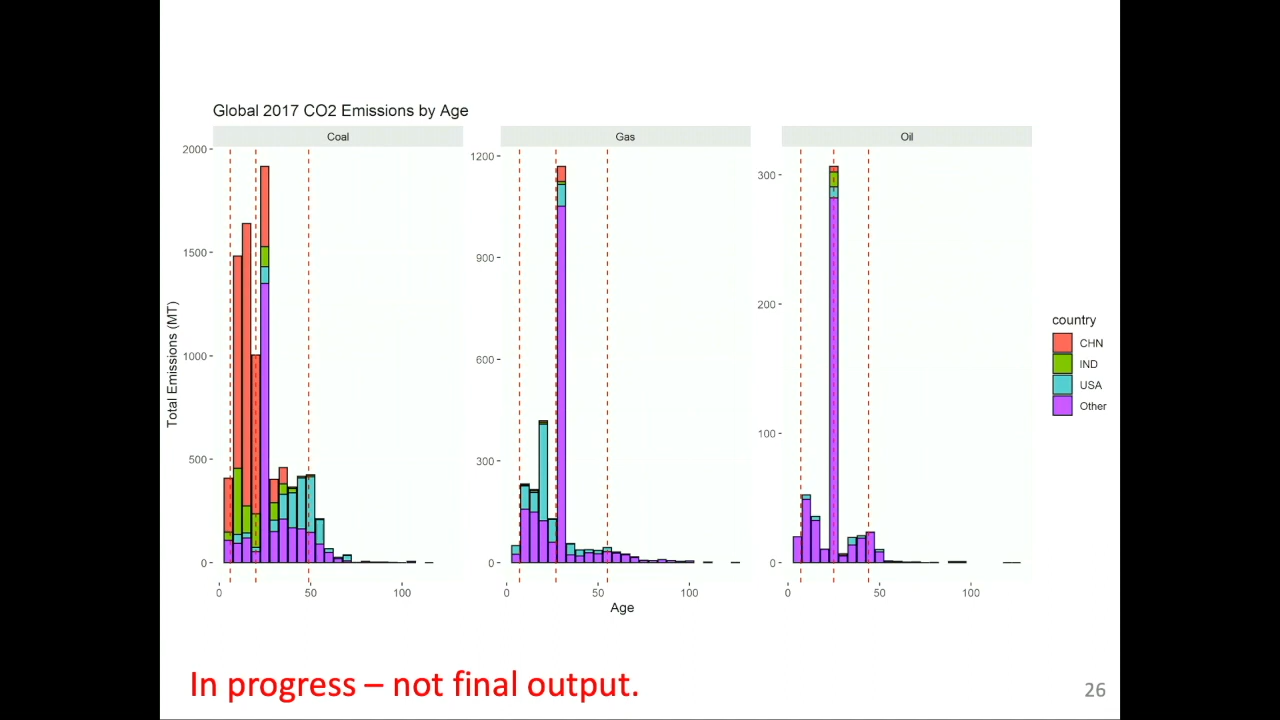 Global 2017 CO2 Emissions by Age
Coal
Gas
Oil
Total Emissions (MT)
2000
1500
1000
500
0
0
50
100
1200
900
600
300
0
0
50
100
300
200
100
0
0
50
100
Age
country
CHN
IND
USA
Other
In progress – not final output.
26